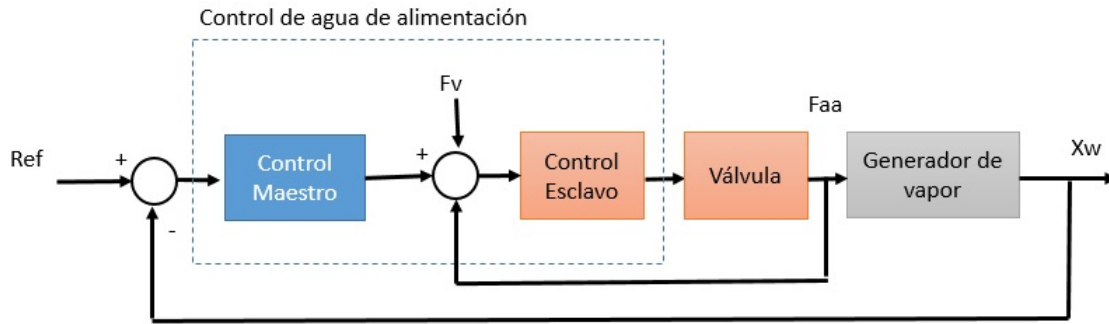 Control de agua de alimentación
Fv
Faa
Ref
+
Control
Maestro
+
Control
Esclavo
Válvula
Generador de
vapor
Xw
-